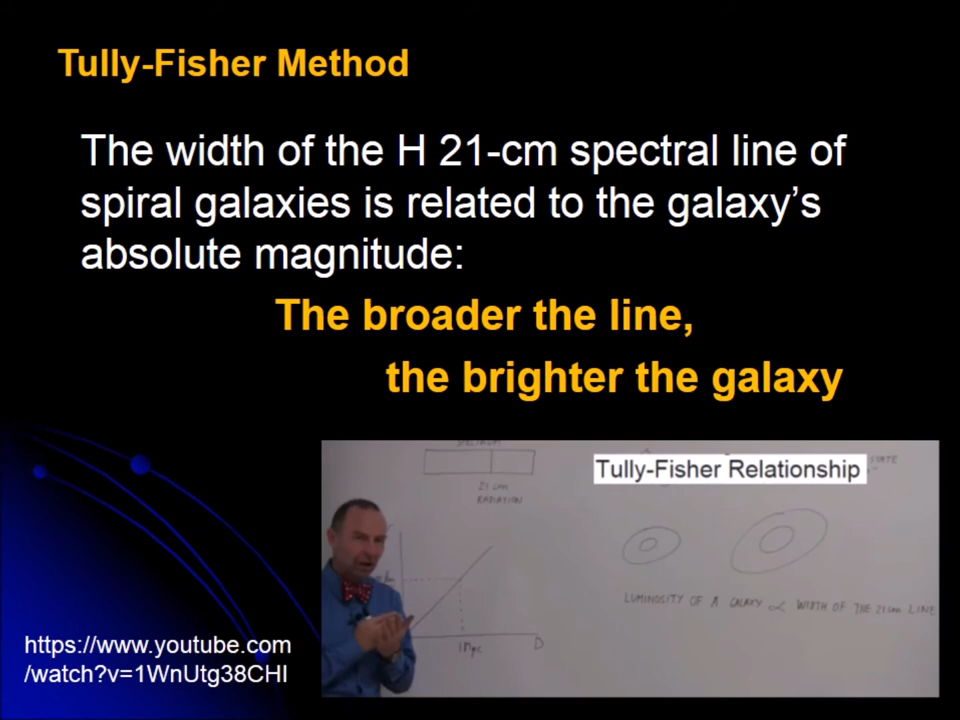 Tully-Fisher Method
The width of the H 21-cm spectral line of
spiral galaxies is related to the galaxy's
absolute magnitude:
The broader the line,
the brighter the galaxy
21 cm
RADIATION
Tully-Fisher Relationship
STATE
LUMINOSITY OF A GALAXY ∝ WIDTH OF THE 21cm LINE
1Mpc
D
https://www.youtube.com
/watch?v=1WnUtg38CHI